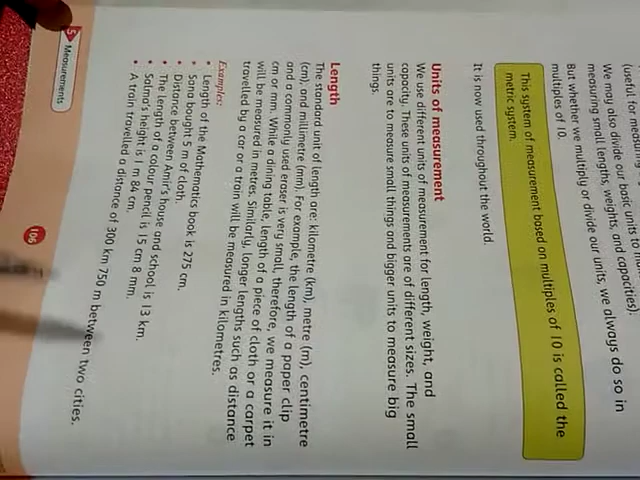 (useful for measuring
We may also divide our basic units to
measuring small lengths, weights, and capacities).
But whether we multiply or divide our units, we always do so in
multiples of 10.
This system of measurement based on multiples of 10 is called the
metric system.
It is now used throughout the world.
Units of measurement
We use different units of measurement for length, weight, and
capacity. These units of measurements are of different sizes. The small
units are to measure small things and bigger units to measure big
things.
Length
The standard unit of length are: kilometre (km), metre (m), centimetre
(cm), and millimetre (mm). For example, the length of a paper clip
and a commonly used eraser is very small, therefore, we measure it in
cm or mm. While a dining table, length of a piece of cloth or a carpet
will be measured in metres. Similarly, longer lengths such as distance
travelled by a car or a train will be measured in kilometres.
Examples:
• Length of the Mathematics book is 275 cm.
• Sana bought 5 m of cloth.
• Distance between Amir's house and school is 13 km.
• The length of a colour pencil is 15 cm 8 mm.
• Salma's height is 1 m 84 cm.
• A train travelled a distance of 300 km 750 m between two cities.
5 Measurements
106